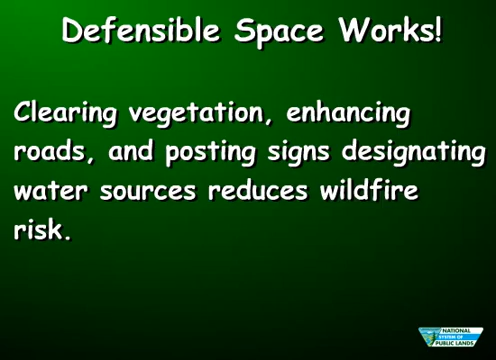 Defensible Space Works!
Clearing vegetation, enhancing
roads, and posting signs designating
water sources reduces wildfire
risk.
NATIONAL
SYSTEM OF
PUBLIC LANDS